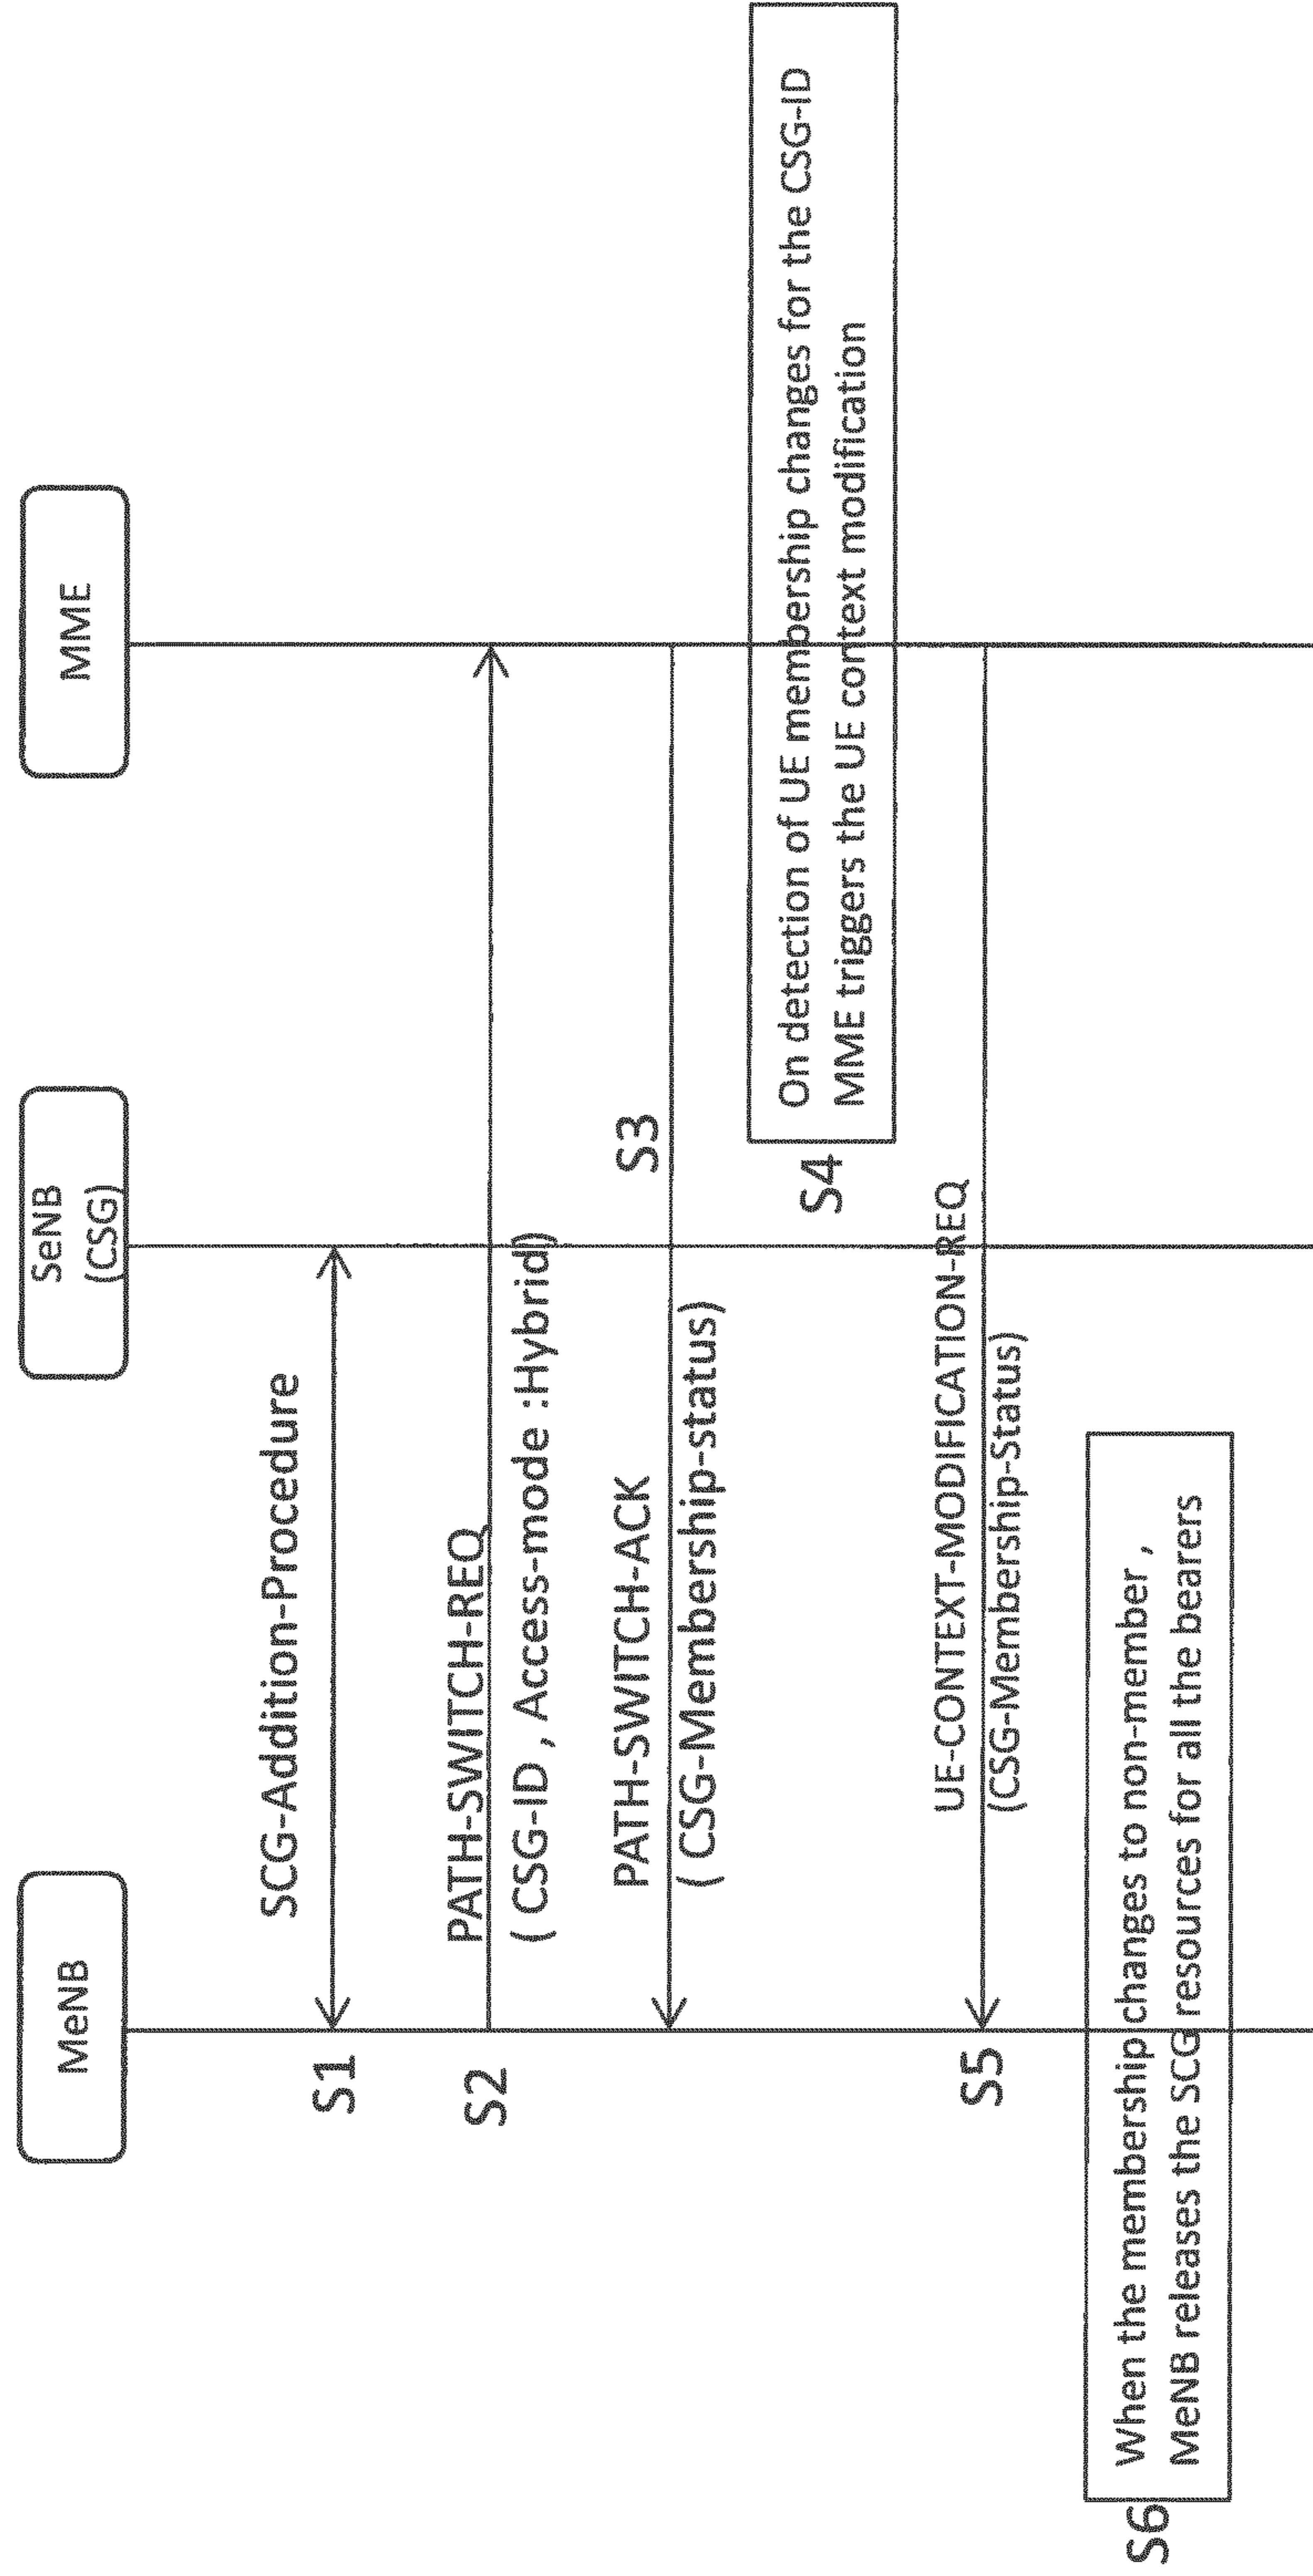 MeNB
SeNB
(CSG)
MME
SCG-Addition-Procedure
S1
PATH-SWITCH-REQ
S2
( CSG-ID , Access-mode :Hybrid)
PATH-SWITCH-ACK
S3
( CSG-Membership-status)
S4
On detection of UE membership changes for the CSG-ID
MME triggers the UE context modification
UE-CONTEXT-MODIFICATION-REQ
S5
(CSG-Membership-Status)
S6
When the membership changes to non-member ,
MeNB releases the SCG resources for all the bearers